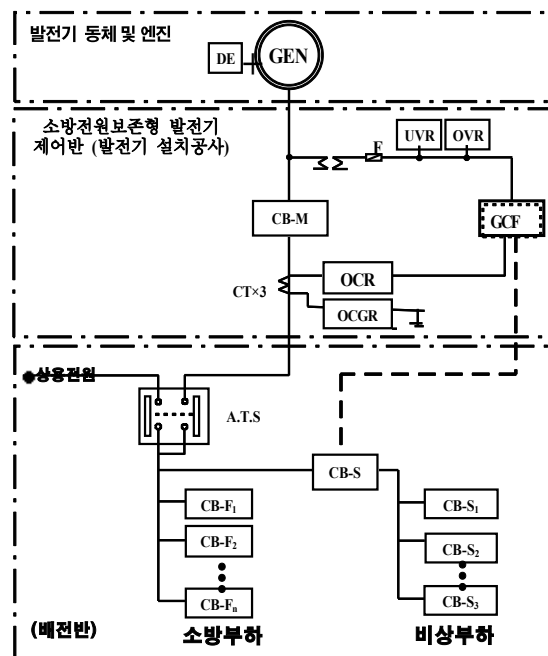 발전기 동체 및 엔진
DE
GEN
소방전원보존형 발전기
제어반 (발전기 설치공사)
F
UVR
OVR
CB-M
GCF
CT×3
OCR
OCGR
상용전원
A.T.S
CB-S
CB-F1
CB-S1
CB-F2
CB-S2
CB-Fn
CB-S3
(배전반)
소방부하
비상부하